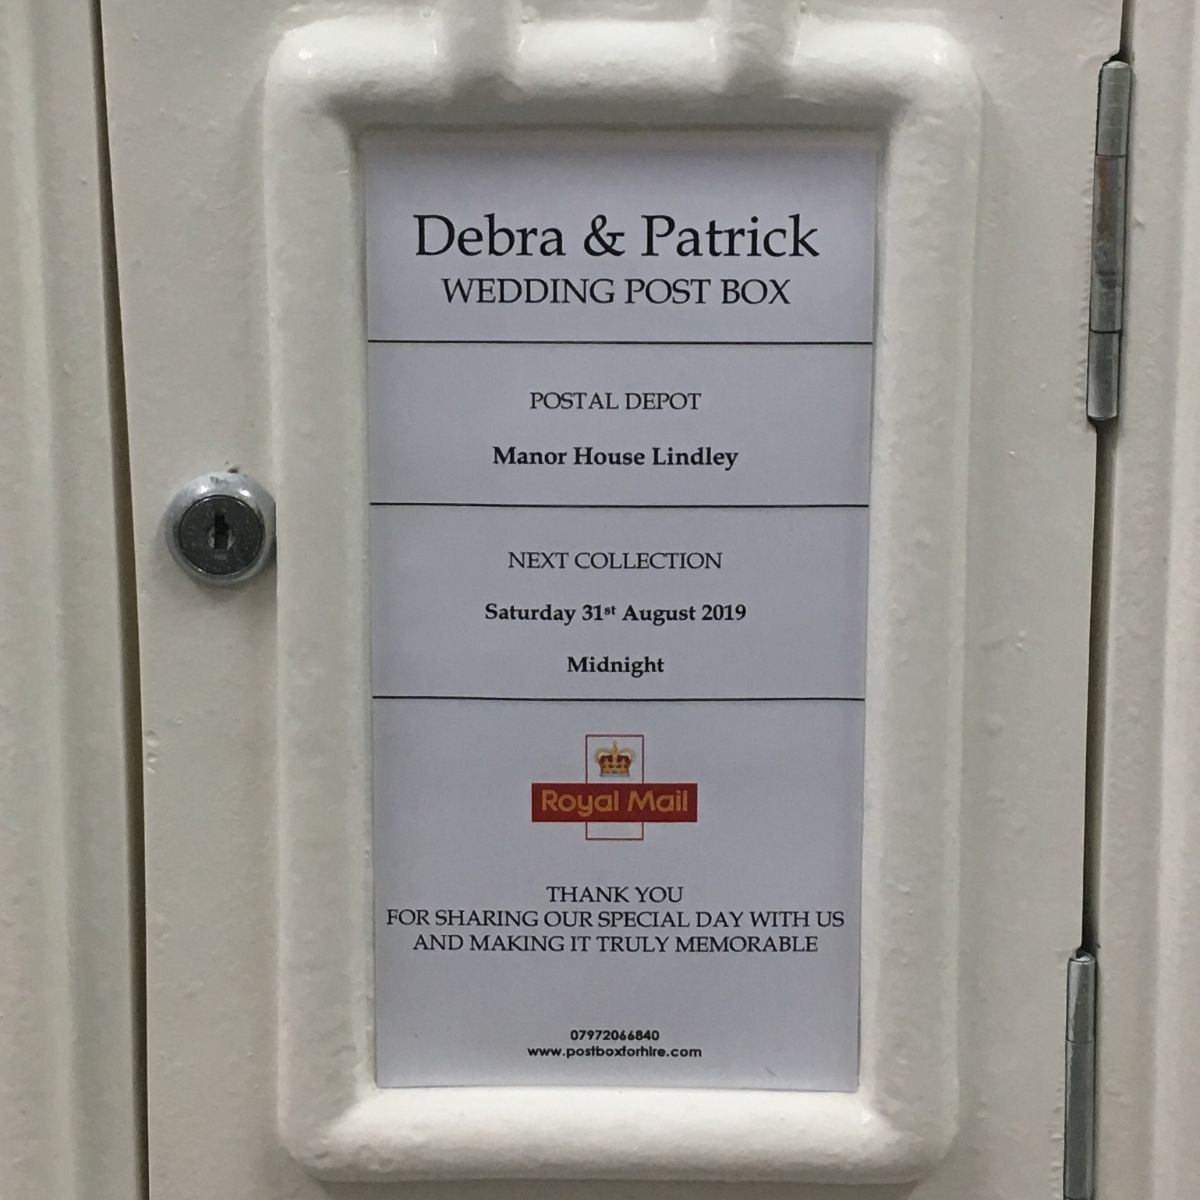 Debra & Patrick
WEDDING POST BOX
POSTAL DEPOT
Manor House Lindley
NEXT COLLECTION
Saturday 31st August 2019
Midnight
Royal Mail
THANK YOU
FOR SHARING OUR SPECIAL DAY WITH US
AND MAKING IT TRULY MEMORABLE
07972066840
www.postboxforhire.com